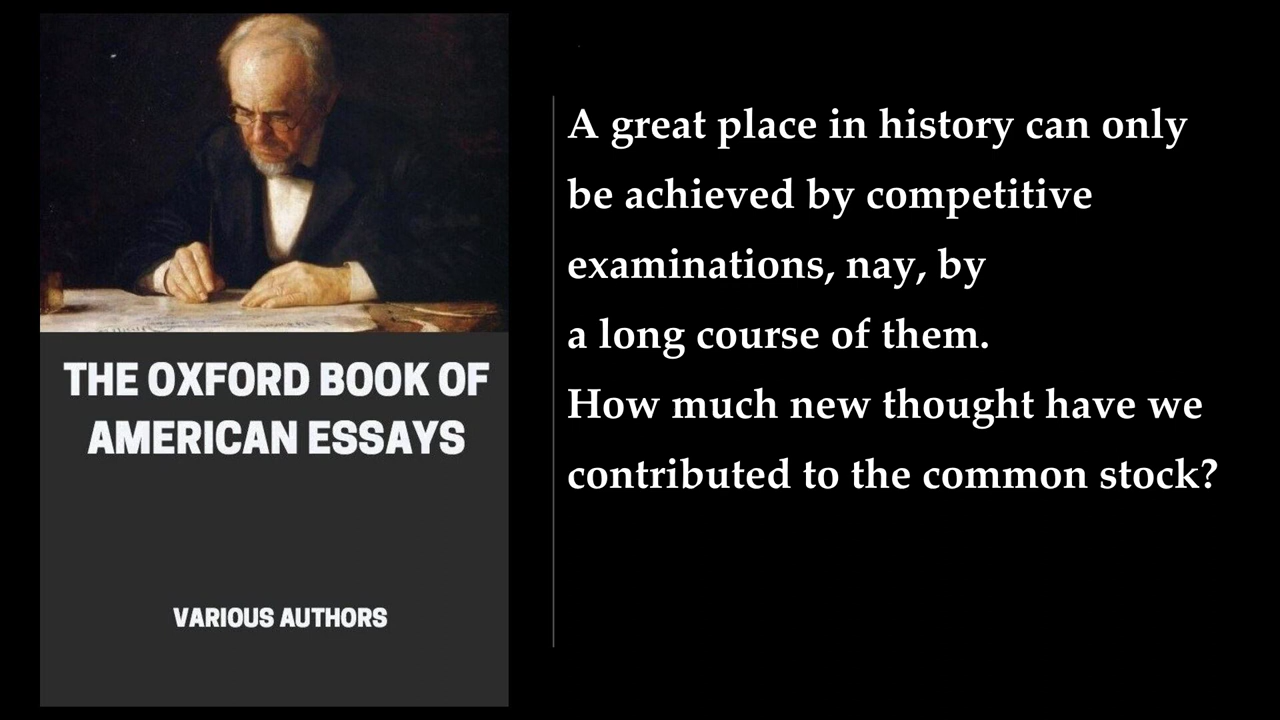 THE OXFORD BOOK OF
AMERICAN ESSAYS
VARIOUS AUTHORS
A great place in history can only
be achieved by competitive
examinations, nay, by
a long course of them.
How much new thought have we
contributed to the common stock?